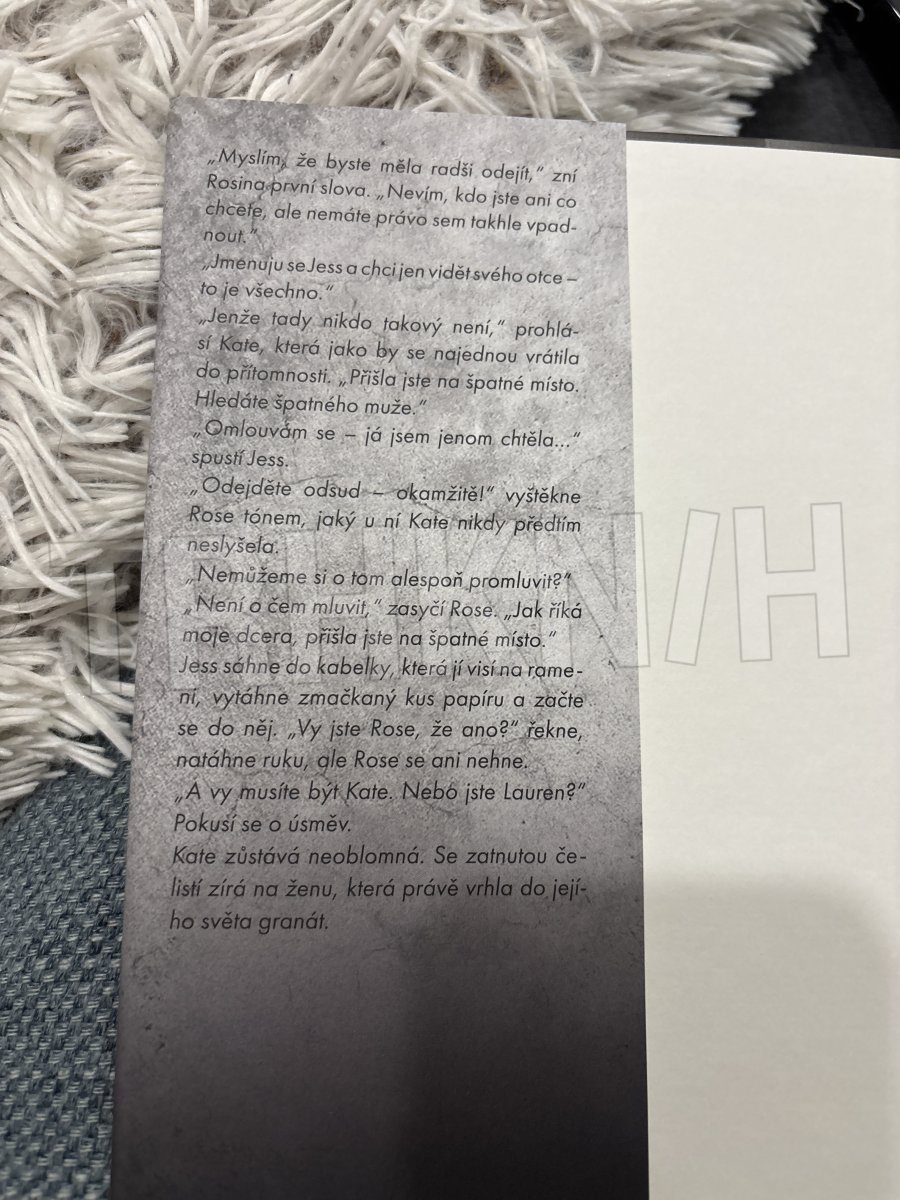 „Myslím, že byste měla radši odejít,“ zní
Rosina první slova. „Nevím, kdo jste ani co
chcete, ale nemáte právo sem takhle vpad-
nout.“
„Jmenuju se Jess a chci jen vidět svého otce –
to je všechno.“
„Jenže tady nikdo takový není,“ prohlá-
sí Kate, která jako by se najednou vrátila
do přítomnosti. „Přišla jste na špatné místo.
Hledáte špatného muže.“
„Omlouvám se – já jsem jenom chtěla...“
spustí Jess.
„Odejděte odsud – okamžitě!“ vyštěkne
Rose tónem, jaký u ní Kate nikdy předtím
neslyšela.
„Nemůžeme si o tom alespoň promluvit?“
„Není o čem mluvit,“ zasyčí Rose. „Jak říká
moje dcera, přišla jste na špatné místo.“
Jess sáhne do kabelky, která jí visí na rame-
ni, vytáhne zmačkaný kus papíru a začte
se do něj. „Vy jste Rose, že ano?“ řekne,
natáhne ruku, ale Rose se ani nehne.
„A vy musíte být Kate. Nebo jste Lauren?“
Pokusí se o úsměv.
Kate zůstává neoblomná. Se zatnutou če-
listí zírá na ženu, která právě vrhla do její-
ho světa granát.